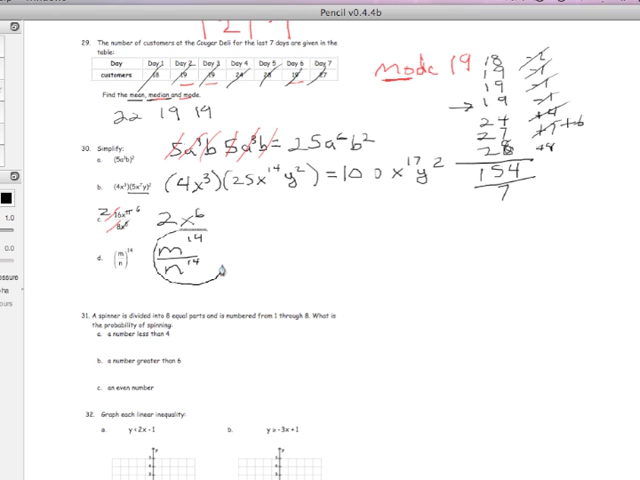 Pencil v0.4.4b
29. The number of customers at the Cougar Deli for the last 7 days are given in the
table:
Day Day 1 Day 2 Day 3 Day 4 Day 5 Day 6 Day 7
customers 18 19 19 24 28 19 27
Find the mean, median and mode.
22 19 19
mode 19
18
19
19
19
24
27
28
154
7
30. Simplify:
a. (5a³b)²
5a³b 5a³b = 25a⁶b²
b. (4x³)(5x⁷y)²
(4x³)(25x¹⁴y²) = 100x¹⁷y²
c.
2x⁶
d. (m/n)¹⁴
m¹⁴
n¹⁴
31. A spinner is divided into 8 equal parts and is numbered from 1 through 8. What is
the probability of spinning:
a. a number less than 4
b. a number greater than 6
c. an even number
32. Graph each linear inequality:
a. y < 2x - 1
b. y = -3x + 1
1.0
1.0